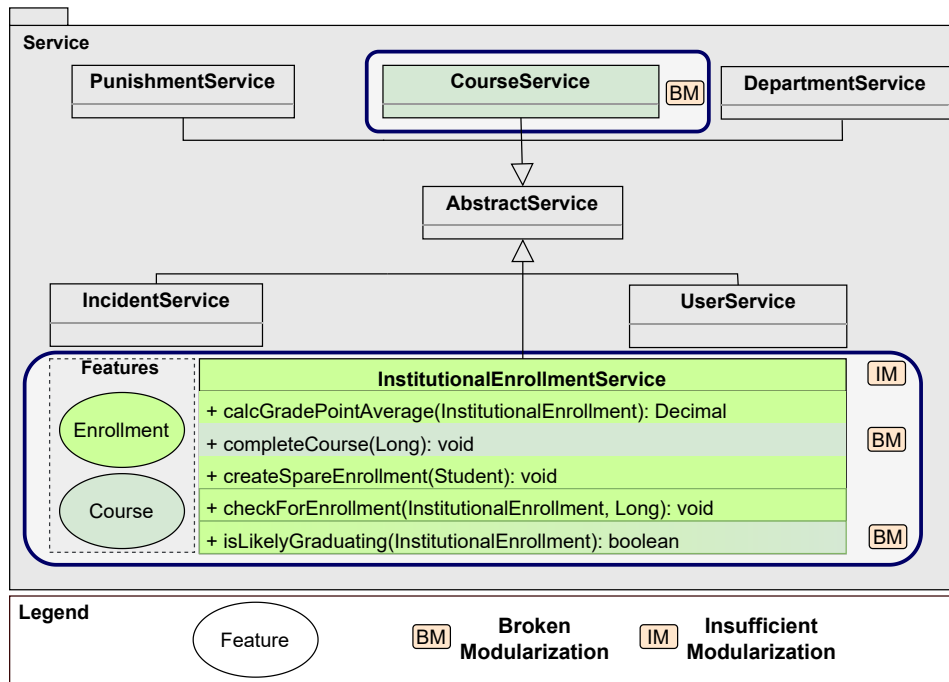 Service
PunishmentService
CourseService
BM
DepartmentService
AbstractService
IncidentService
UserService
Features
Enrollment
Course
InstitutionalEnrollmentService
IM
+ calcGradePointAverage(InstitutionalEnrollment): Decimal
+ completeCourse(Long): void
BM
+ createSpareEnrollment(Student): void
+ checkForEnrollment(InstitutionalEnrollment, Long): void
+ isLikelyGraduating(InstitutionalEnrollment): boolean
BM
Legend
Feature
BM
Broken
Modularization
IM
Insufficient
Modularization